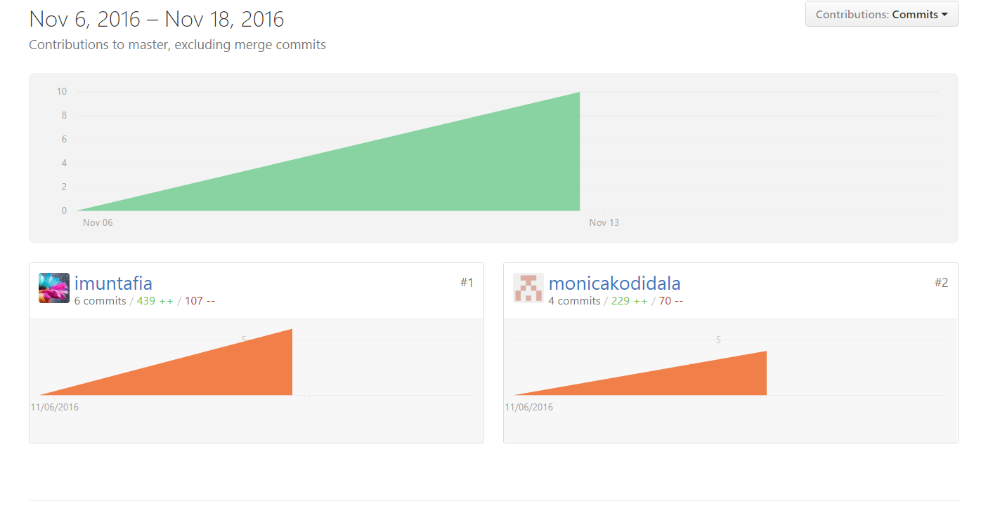 Nov 6, 2016 – Nov 18, 2016
Contributions: Commits
Contributions to master, excluding merge commits
10
8
6
4
2
0
Nov 06
Nov 13
imuntafia
#1
6 commits / 439 ++ / 107 --
5
11/06/2016
monicakodidala
#2
4 commits / 229 ++ / 70 --
5
11/06/2016